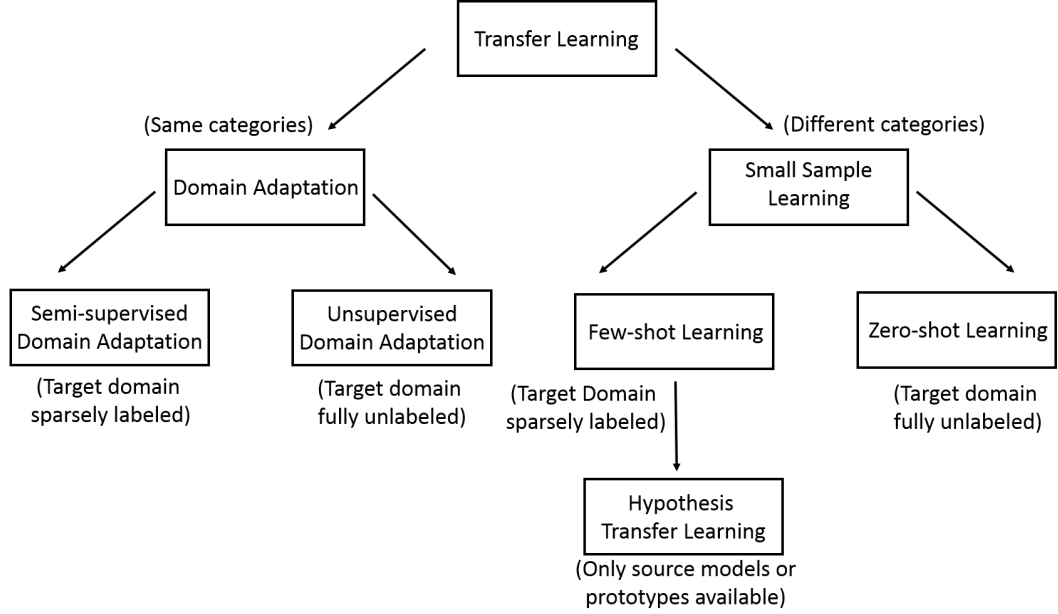 Transfer Learning
(Same categories)
(Different categories)
Domain Adaptation
Small Sample
Learning
Semi-supervised
Domain Adaptation
(Target domain
sparsely labeled)
Unsupervised
Domain Adaptation
(Target domain
fully unlabeled)
Few-shot Learning
(Target Domain
sparsely labeled)
Zero-shot Learning
(Target domain
fully unlabeled)
Hypothesis
Transfer Learning
(Only source models or
prototypes available)